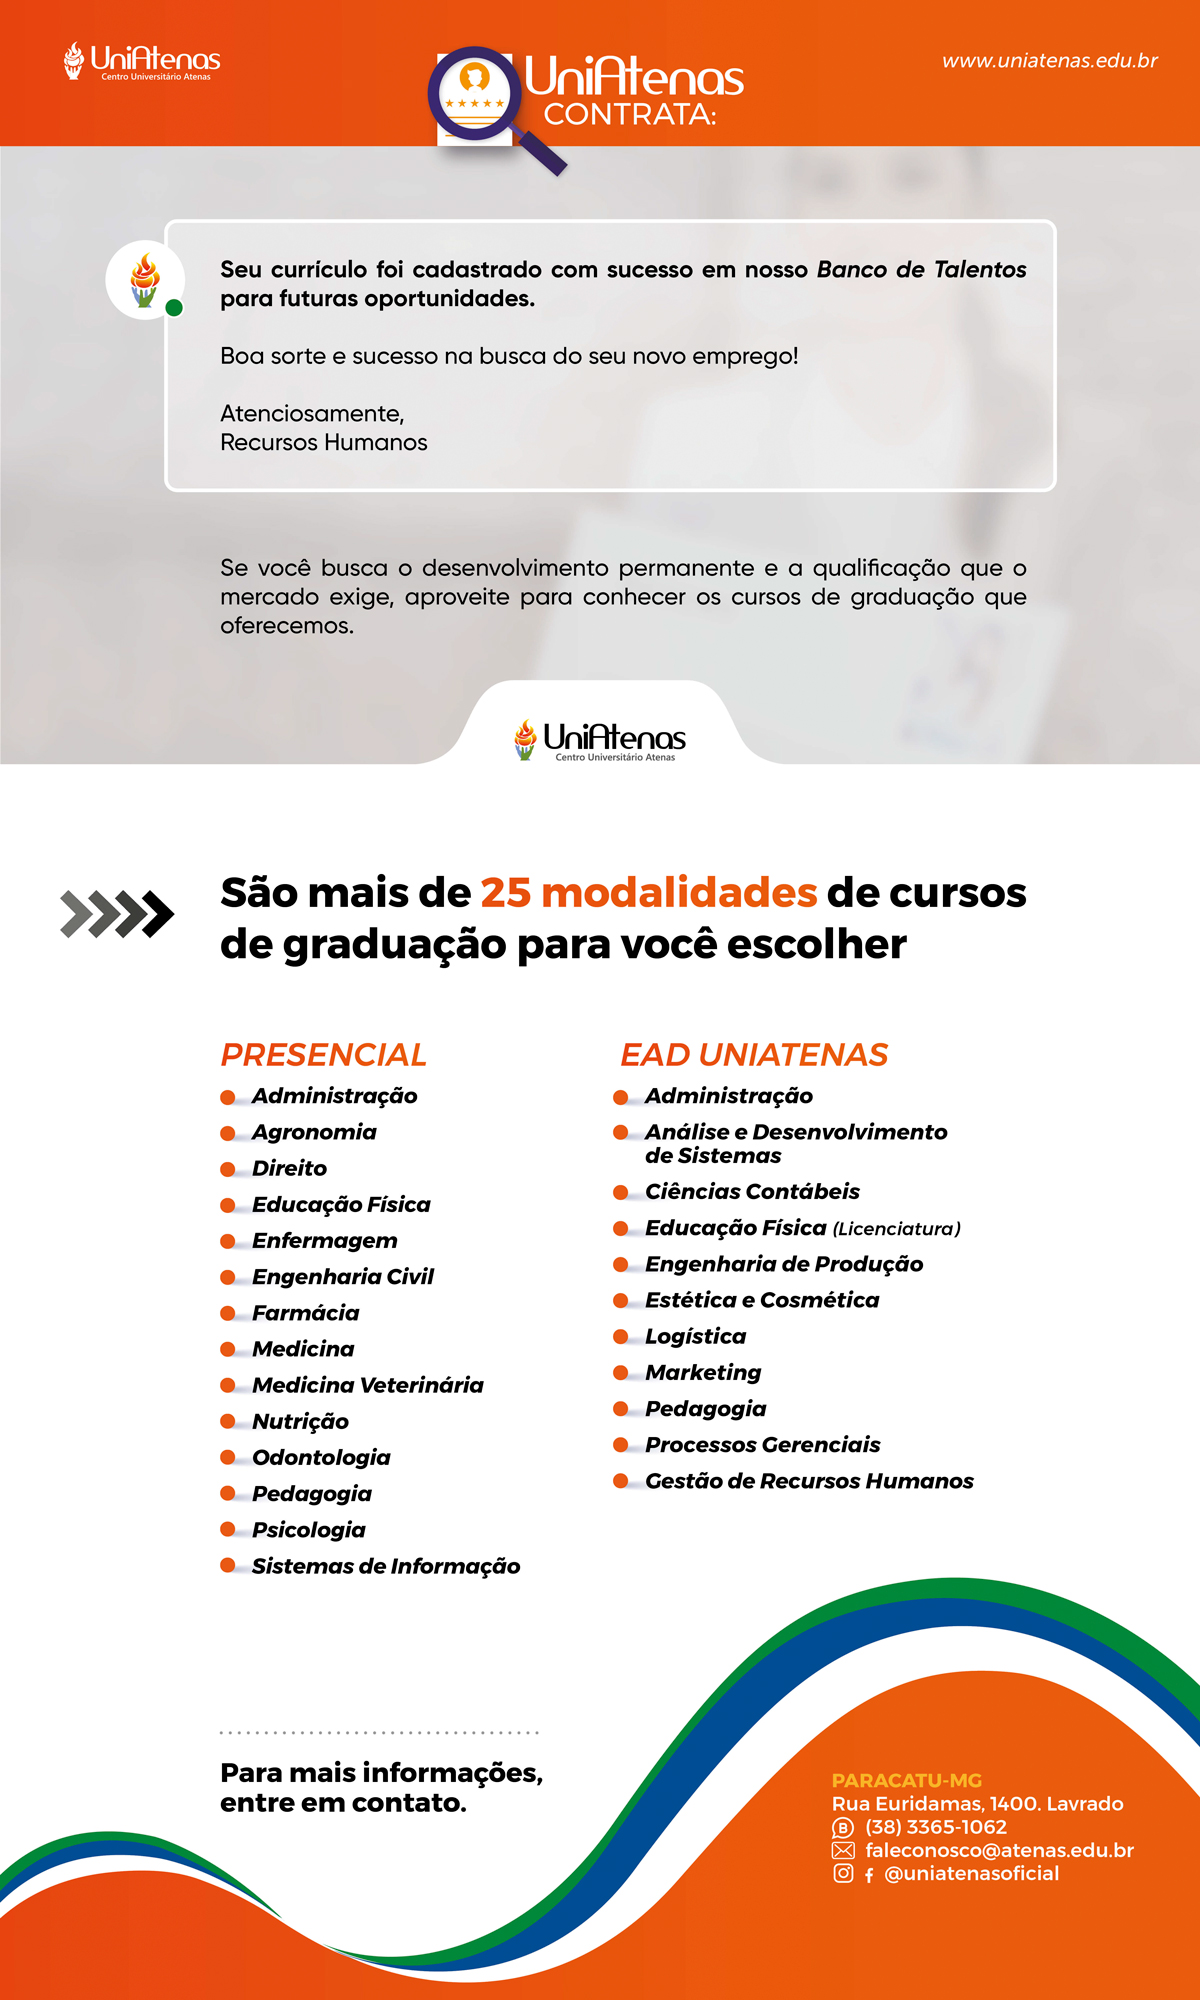 UniAtenas
Centro Universitário Atenas
UniAtenas
CONTRATA:
www.uniatenas.edu.br
Seu currículo foi cadastrado com sucesso em nosso Banco de Talentos
para futuras oportunidades.
Boa sorte e sucesso na busca do seu novo emprego!
Atenciosamente,
Recursos Humanos
Se você busca o desenvolvimento permanente e a qualificação que o
mercado exige, aproveite para conhecer os cursos de graduação que
oferecemos.
UniAtenas
Centro Universitário Atenas
São mais de 25 modalidades de cursos
de graduação para você escolher
PRESENCIAL
Administração
Agronomia
Direito
Educação Física
Enfermagem
Engenharia Civil
Farmácia
Medicina
Medicina Veterinária
Nutrição
Odontologia
Pedagogia
Psicologia
Sistemas de Informação
EAD UNIATENAS
Administração
Análise e Desenvolvimento
de Sistemas
Ciências Contábeis
Educação Física (Licenciatura)
Engenharia de Produção
Estética e Cosmética
Logística
Marketing
Pedagogia
Processos Gerenciais
Gestão de Recursos Humanos
Para mais informações,
entre em contato.
PARACATU-MG
Rua Euridamas, 1400. Lavrado
(38) 3365-1062
faleconosco@atenas.edu.br
@uniatenasoficial